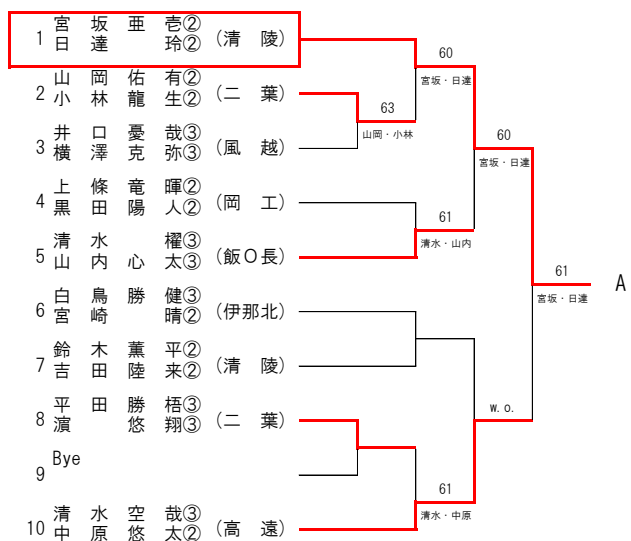 宮坂亜壱②
1 日達玲② (清陵)
60
宮坂・日達
山岡佑有②
2 小林龍生② (二葉)
63
山岡・小林
井口憂哉③
3 横澤克弥③ (風越)
60
宮坂・日達
上條竜暉②
4 黒田陽人② (岡工)
61
清水・山内
清水櫂③
5 山内心太③ (飯O長)
61
宮坂・日達
A
白鳥勝健③
6 宮崎晴② (伊那北)
鈴木薫平②
7 吉田陸来② (清陵)
W.O.
平田勝梧③
8 濵悠翔③ (二葉)
Bye
9
61
清水・中原
清水空哉③
10 中原悠太② (高遠)